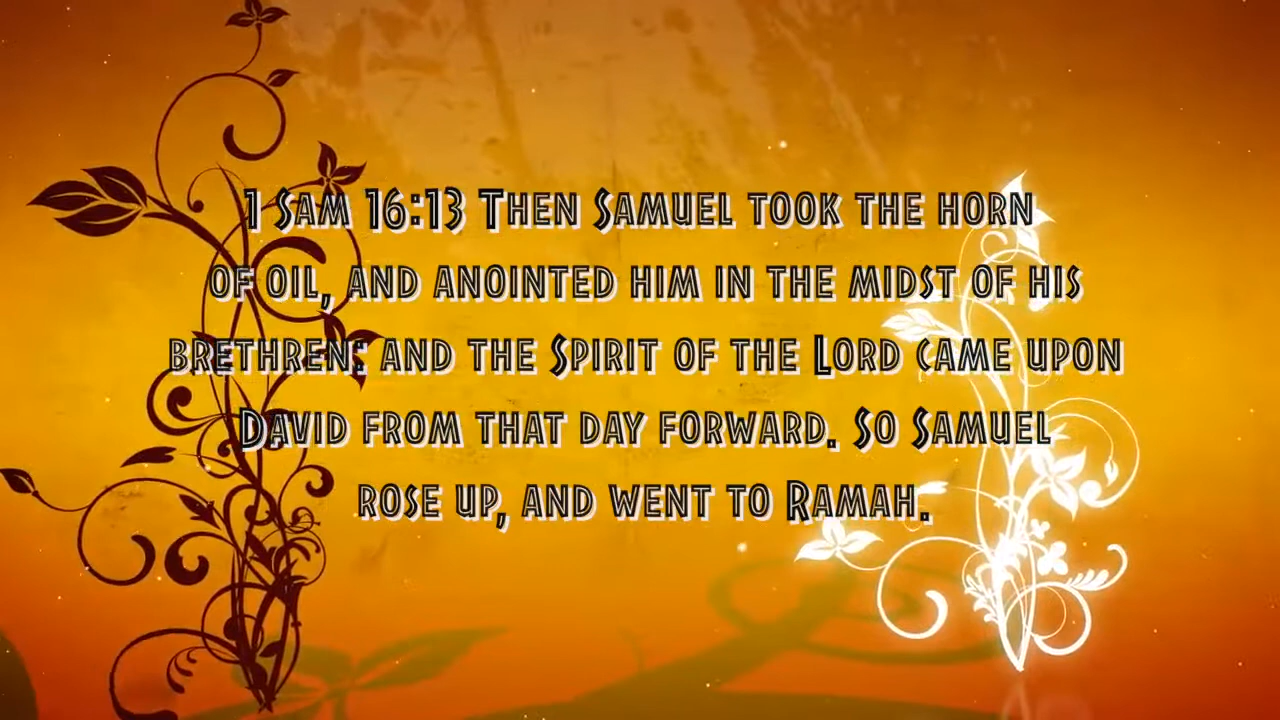 1 Sam 16:13 Then Samuel took the horn
of oil, and anointed him in the midst of his
brethren: and the Spirit of the Lord came upon
David from that day forward. So Samuel
rose up, and went to Ramah.